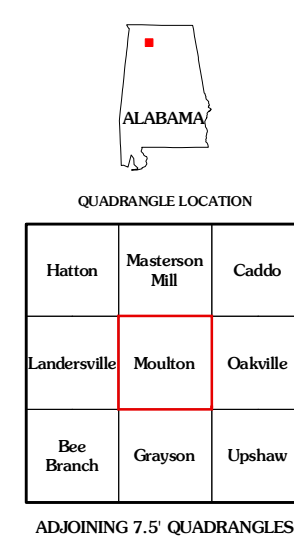 ALABAMA
QUADRANGLE LOCATION
Hatton
Masterson
Mill
Caddo
Landersville
Moulton
Oakville
Bee
Branch
Grayson
Upshaw
ADJOINING 7.5' QUADRANGLES